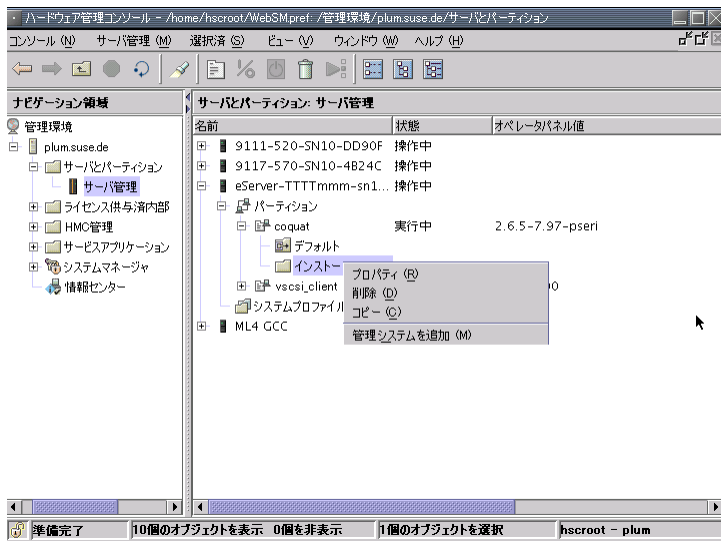 ハードウェア管理コンソール - /home/hscroot/WebSM.pref: /管理環境/plum.suse.de/サーバとパーティション
コンソール (N) サーバ管理 (M) 選択済 (S) ビュー (V) ウィンドウ (W) ヘルプ (H)
ナビゲーション領域
サーバとパーティション: サーバ管理
管理環境
plum.suse.de
サーバとパーティション
サーバ管理
ライセンス供与済内部
HMC管理
サービスアプリケーション
システムマネージャ
情報センター
名前 状態 オペレータパネル値
9111-520-SN10-DD90F 操作中
9117-570-SN10-4B24C 操作中
eServer-TTTTmmm-sn1... 操作中
パーティション
coquat 実行中 2.6.5-7.97-pseri
デフォルト
インストー
vscsi_client 00
システムプロファイル
ML4 GCC
プロパティ (R)
削除 (D)
コピー (C)
管理システムを追加 (M)
準備完了 10個のオブジェクトを表示 0個を非表示 1個のオブジェクトを選択 hscroot - plum